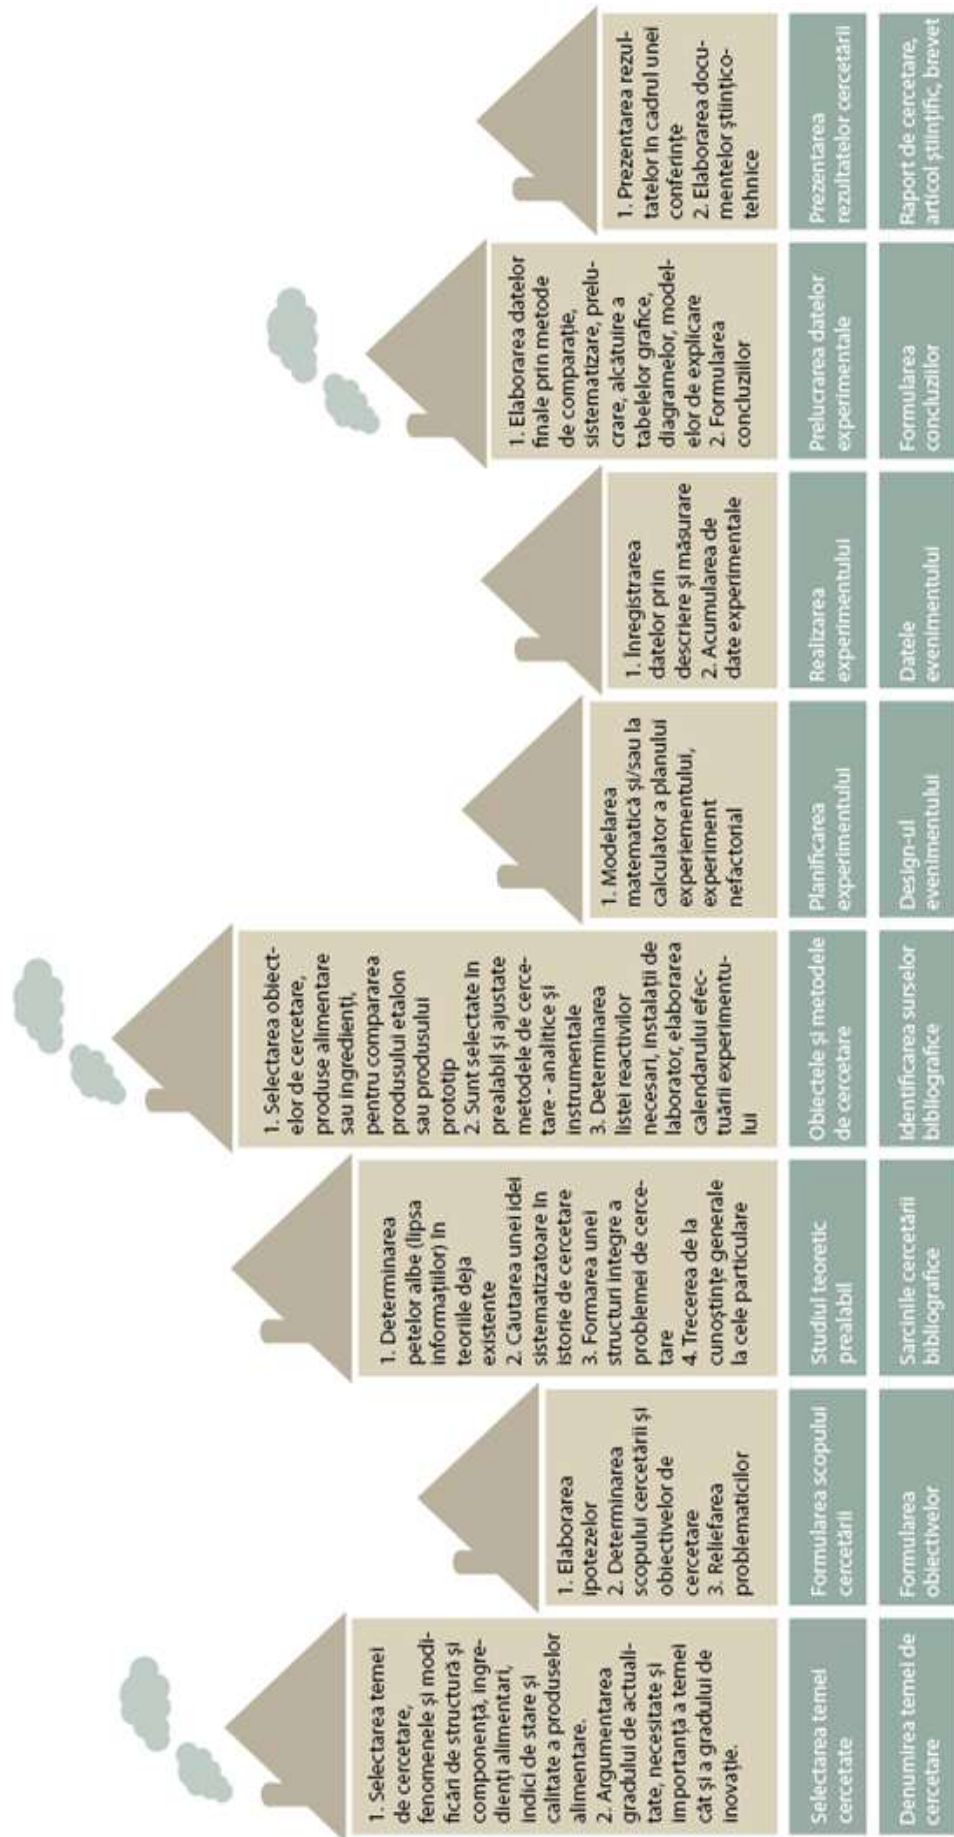 1. Selectarea temei
de cercetare,
fenomenele și modi-
ficări de structură și
componență, ingre-
dienți alimentari,
indici de stare și
calitate a produselor
alimentare.
2. Argumentarea
gradului de actuali-
tate, necesitate și
importanță a temei
cât și a gradului de
inovație.
Selectarea temei
cercetate
Denumirea temei de
cercetare
1. Elaborarea
ipotezelor
2. Determinarea
scopului cercetării și
obiectivelor de
cercetare
3. Reliefarea
problematicilor
Formularea scopului
cercetării
Formularea
obiectivelor
1. Determinarea
petelor albe (lipsa
informațiilor) în
teoriile deja
existente
2. Căutarea unei idei
sistematizatoare în
istorie de cercetare
3. Formarea unei
structuri integre a
problemei de cerce-
tare
4. Trecerea de la
cunoștințe generale
la cele particulare
Studiul teoretic
prealabil
Sarcinile cercetării
bibliografice
1. Selectarea obiect-
elor de cercetare,
produse alimentare
sau ingredienți,
pentru compararea
produsului etalon
sau produsului
prototip
2. Sunt selectate în
prealabil și ajustate
metodele de cerce-
tare - analitice și
instrumentale
3. Determinarea
listei reactivilor
necesari, instalații de
laborator, elaborarea
calendarului efec-
tuării experimentu-
lui
Obiectele și metodele
de cercetare
Identificarea surselor
bibliografice
1. Modelarea
matematică și/sau la
calculator a planului
experiementului,
experiment
nefactorial
Planificarea
experimentului
Design-ul
evenimentului
1. Înregistrarea
datelor prin
descriere și măsurare
2. Acumularea de
date experimentale
Realizarea
experimentului
Datele
evenimentului
1. Elaborarea datelor
finale prin metode
de comparație,
sistematizare, prelu-
crare, alcătuire a
tabelelor grafice,
diagramelor, model-
elor de explicare
2. Formularea
concluziilor
Prelucrarea datelor
experimentale
Formularea
concluziilor
1. Prezentarea rezul-
tatelor în cadrul unei
conferințe
2. Elaborarea docu-
mentelor științico-
tehnice
Prezentarea
rezultatelor cercetării
Raport de cercetare,
articol științific, brevet